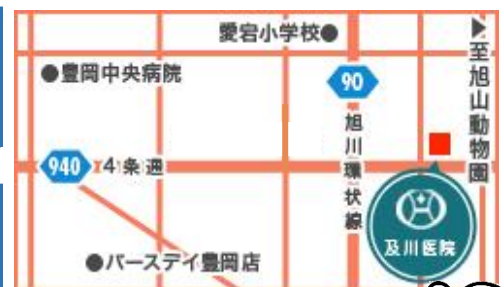 愛宕小学校●
▲至旭山動物園
●豊岡中央病院
90
旭川環状線
940
4条通
及川医院
●バースデイ豊岡店